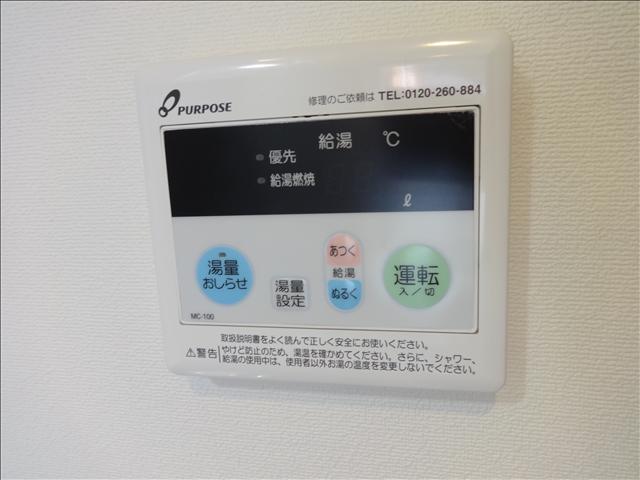 PURPOSE
修理のご依頼は TEL:0120-260-884
給湯 ℃
優先
給湯燃焼
ℓ
湯量
おしらせ
湯量
設定
あつく
給湯
ぬるく
運転
入/切
MC-100
取扱説明書をよく読んで正しく安全にお使いください。
⚠警告
やけど防止のため、湯温を確かめてください。さらに、シャワー、
給湯の使用中は、使用者以外お湯の温度を変更しないでください。